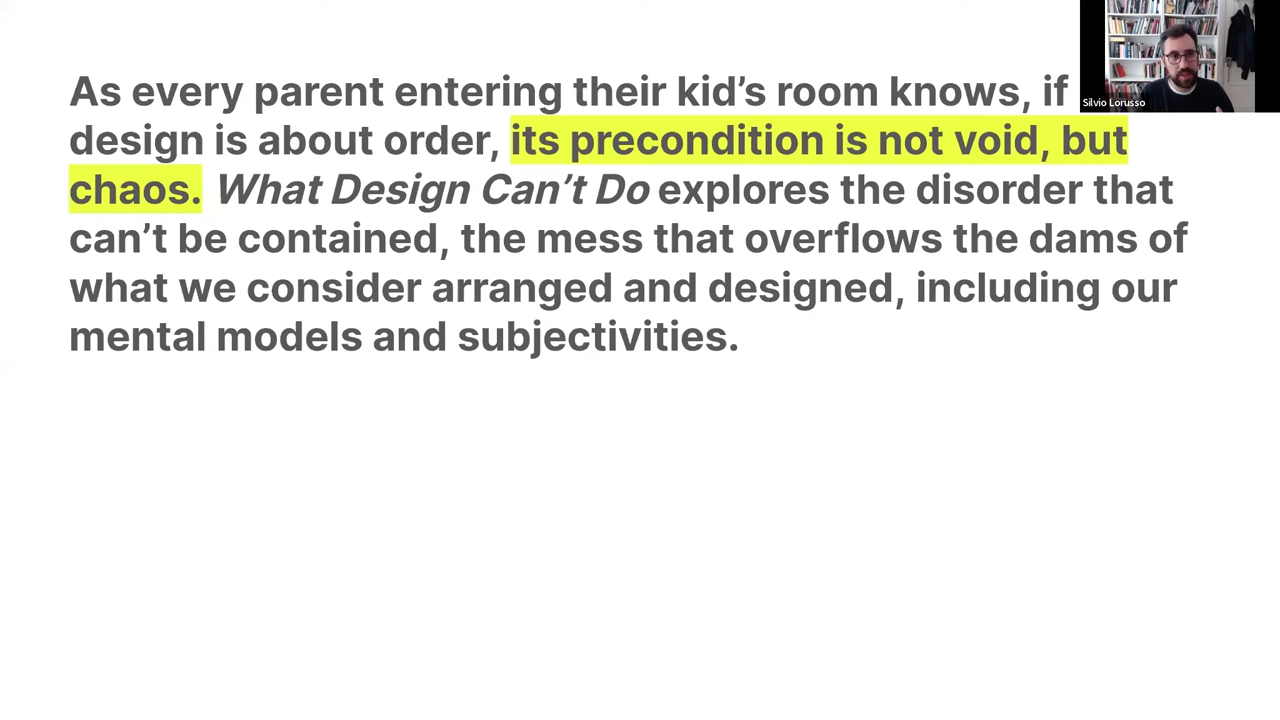 As every parent entering their kid’s room knows, if
design is about order, its precondition is not void, but
chaos. What Design Can’t Do explores the disorder that
can’t be contained, the mess that overflows the dams of
what we consider arranged and designed, including our
mental models and subjectivities.
Silvio Lorusso